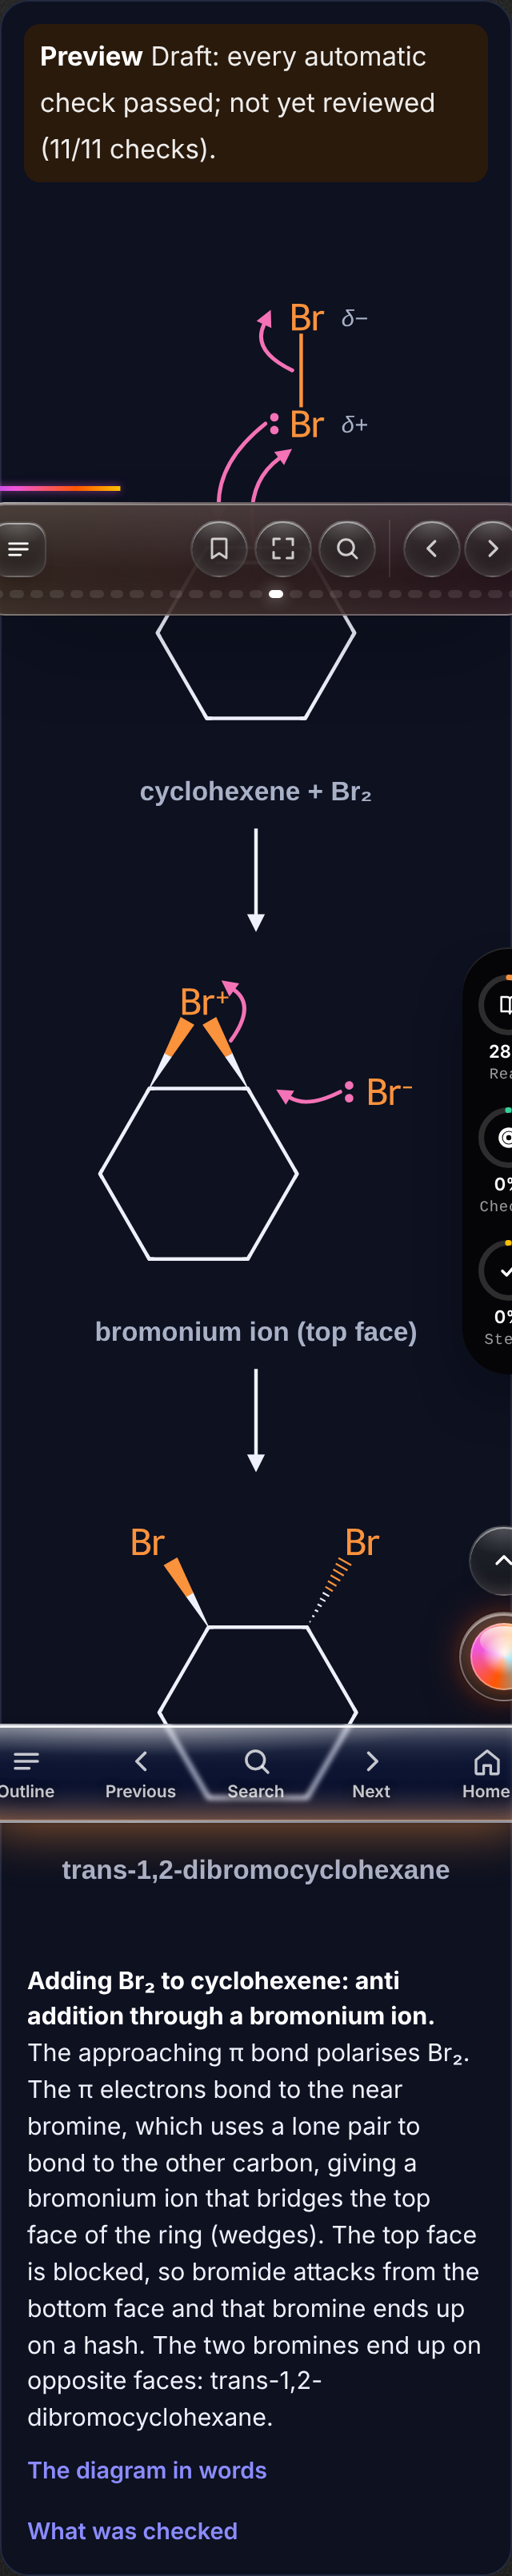 Preview Draft: every automatic
check passed; not yet reviewed
(11/11 checks).
Br δ−
Br δ+
cyclohexene + Br₂
Br⁺
Br⁻
28
0%
0%
bromonium ion (top face)
Br Br
Outline Previous Search Next Home
trans-1,2-dibromocyclohexane
Adding Br₂ to cyclohexene: anti
addition through a bromonium ion.
The approaching π bond polarises Br₂.
The π electrons bond to the near
bromine, which uses a lone pair to
bond to the other carbon, giving a
bromonium ion that bridges the top
face of the ring (wedges). The top face
is blocked, so bromide attacks from the
bottom face and that bromine ends up
on a hash. The two bromines end up on
opposite faces: trans-1,2-
dibromocyclohexane.
The diagram in words
What was checked